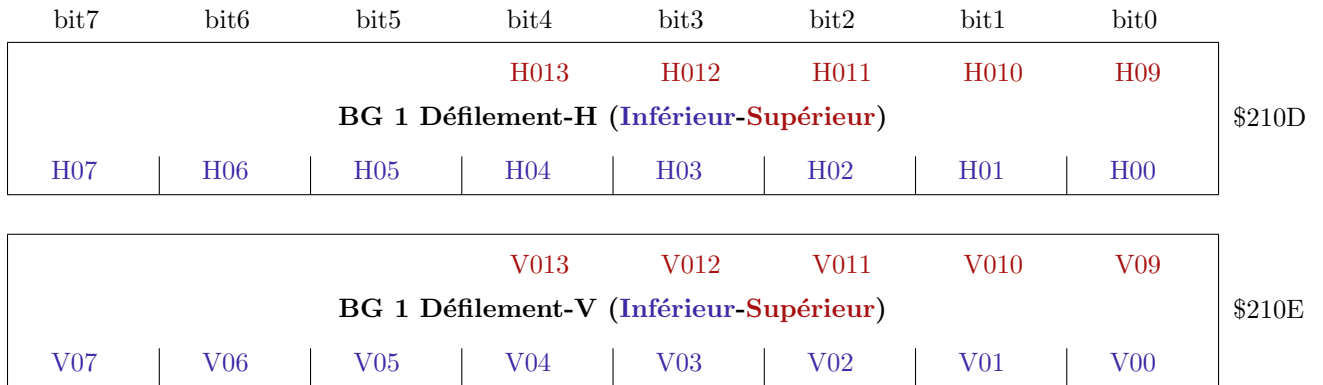 bit7 bit6 bit5 bit4 bit3 bit2 bit1 bit0
H013 H012 H011 H010 H09
BG 1 Défilement-H (Inférieur-Supérieur) $210D
H07 H06 H05 H04 H03 H02 H01 H00
V013 V012 V011 V010 V09
BG 1 Défilement-V (Inférieur-Supérieur) $210E
V07 V06 V05 V04 V03 V02 V01 V00